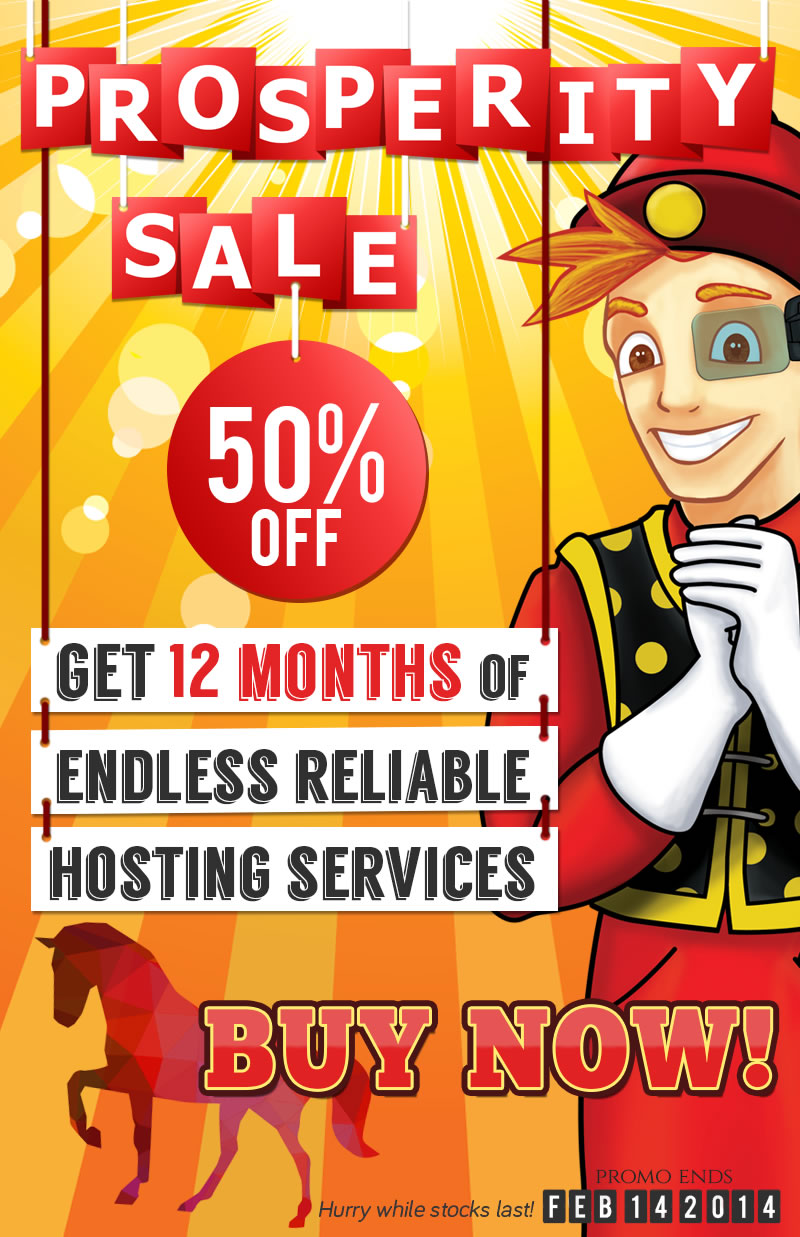 PROSPERITY
SALE
50%
OFF
GET 12 MONTHS OF
ENDLESS RELIABLE
HOSTING SERVICES
BUY NOW!
PROMO ENDS
Hurry while stocks last! FEB 14 2014